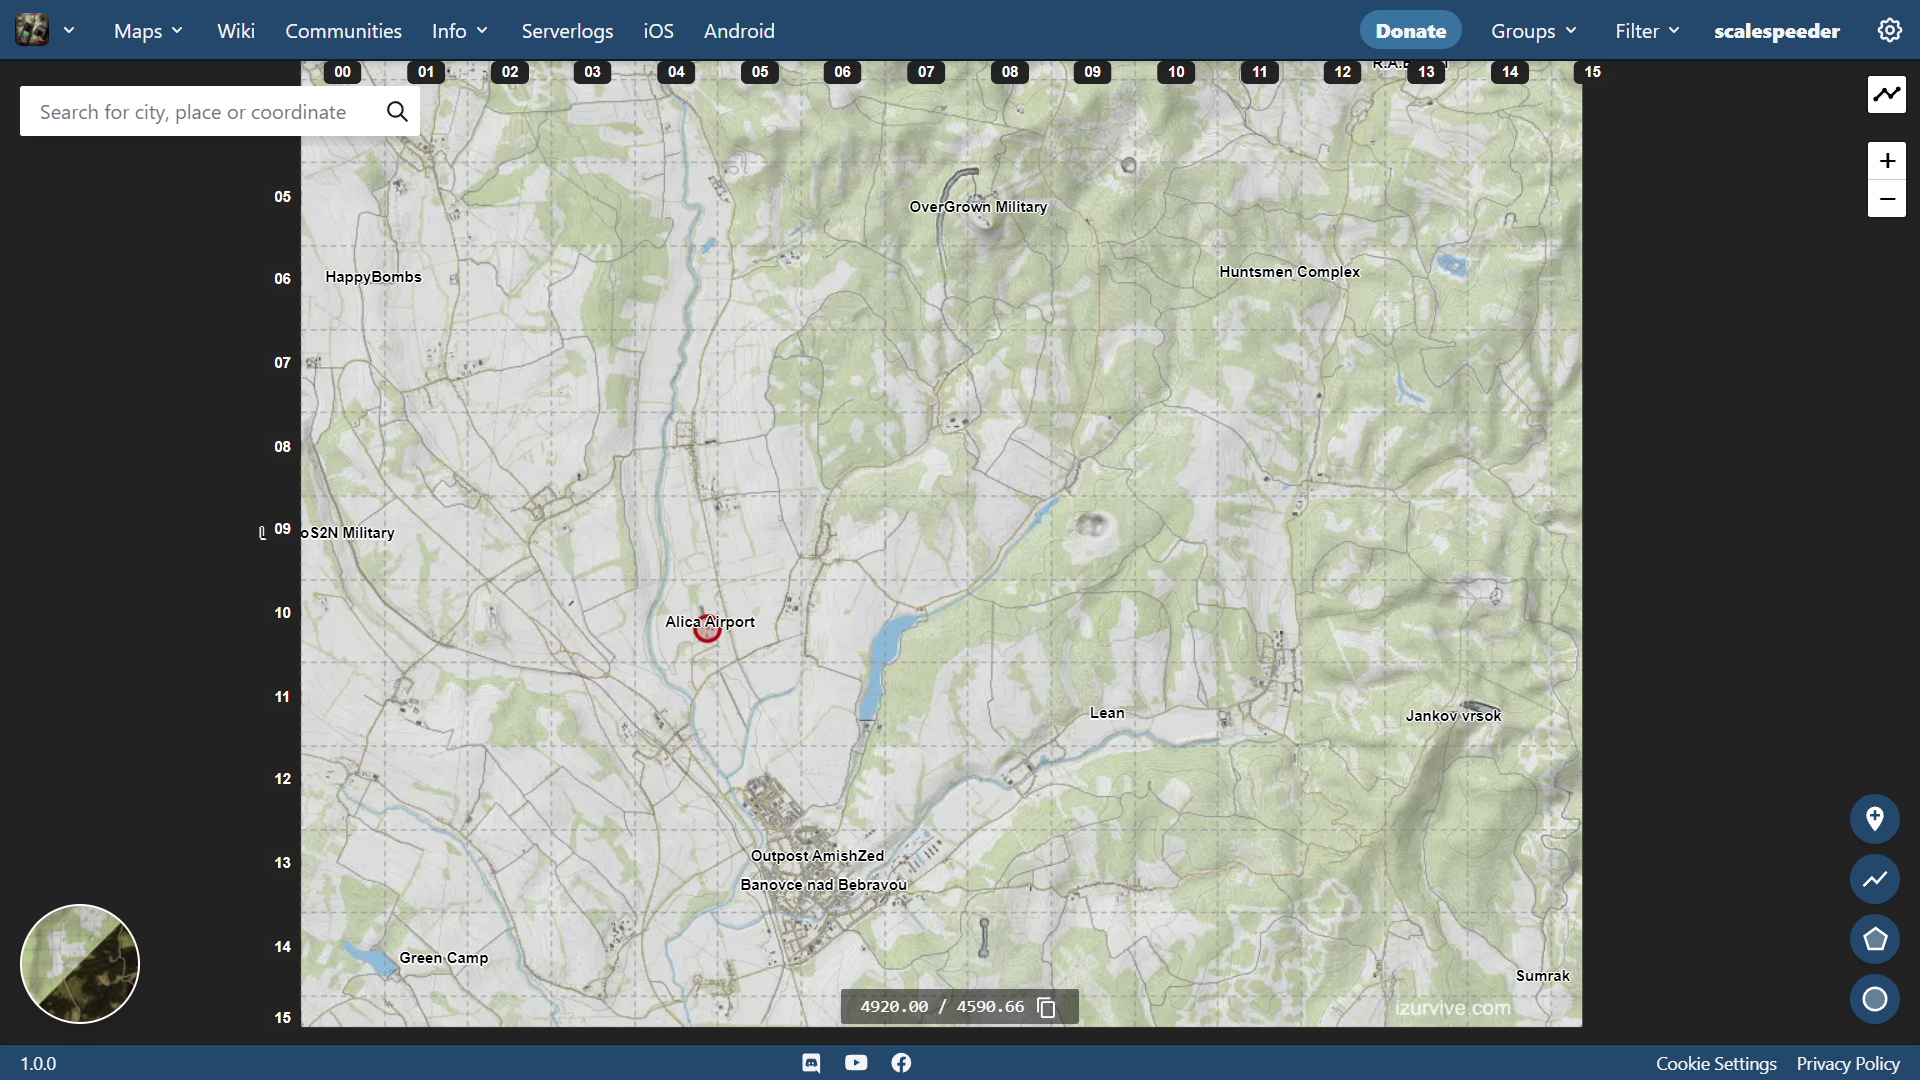 Maps
Wiki
Communities
Info
Serverlogs
iOS
Android
Donate
Groups
Filter
scalespeeder
00 01 02 03 04 05 06 07 08 09 10 11 12 13 14 15
Search for city, place or coordinate
+
−
05
OverGrown Military
Huntsmen Complex
HappyBombs
06
07
08
09
oS2N Military
10
Alica Airport
11
Lean
Jankov vrsok
12
Outpost AmishZed
13
Banovce nad Bebravou
14
Green Camp
Sumrak
4920.00 / 4590.66
izurvive.com
15
1.0.0
Cookie Settings
Privacy Policy